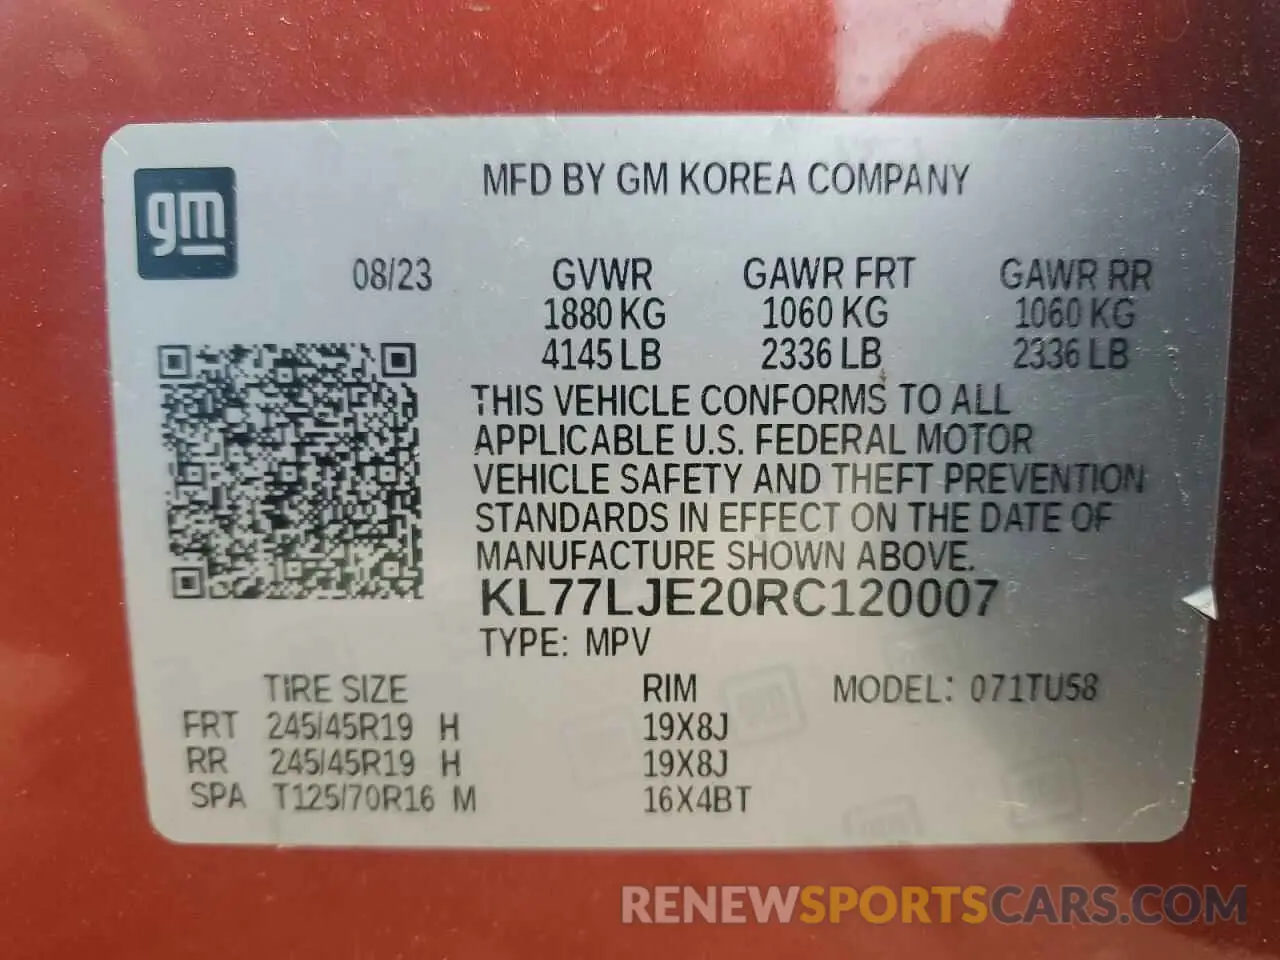 gm
MFD BY GM KOREA COMPANY
08/23 GVWR GAWR FRT GAWR RR
1880 KG 1060 KG 1060 KG
4145 LB 2336 LB 2336 LB
THIS VEHICLE CONFORMS TO ALL
APPLICABLE U.S. FEDERAL MOTOR
VEHICLE SAFETY AND THEFT PREVENTION
STANDARDS IN EFFECT ON THE DATE OF
MANUFACTURE SHOWN ABOVE.
KL77LJE20RC120007
TYPE: MPV
TIRE SIZE RIM MODEL: 071TU58
FRT 245/45R19 H 19X8J
RR 245/45R19 H 19X8J
SPA T125/70R16 M 16X4BT
RENEWSPORTSCARS.COM